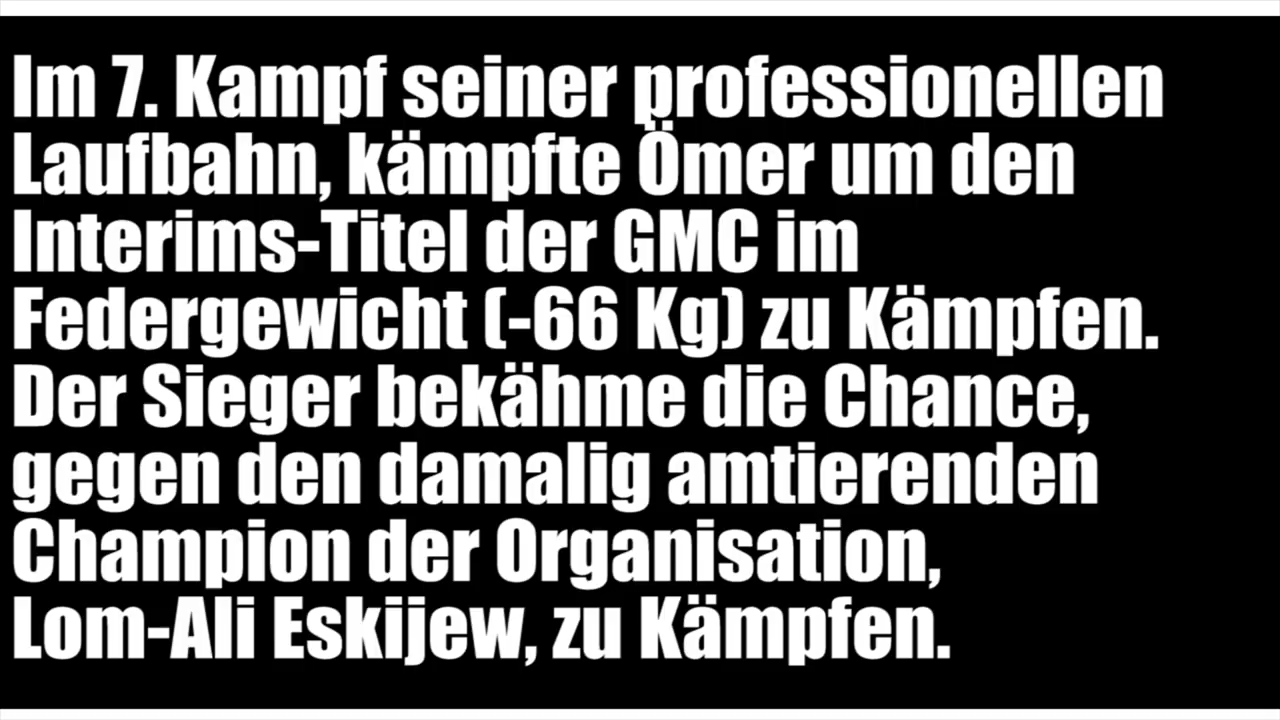 Im 7. Kampf seiner professionellen
Laufbahn, kämpfte Ömer um den
Interims-Titel der GMC im
Federgewicht (-66 Kg) zu Kämpfen.
Der Sieger bekähme die Chance,
gegen den damalig amtierenden
Champion der Organisation,
Lom-Ali Eskijew, zu Kämpfen.